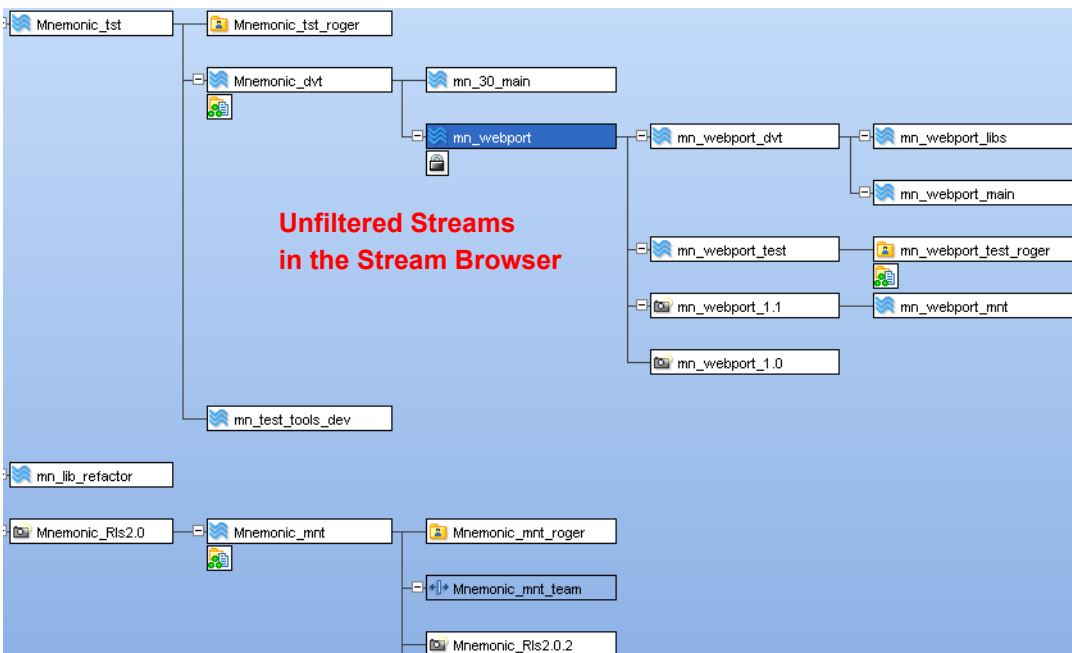 Mnemonic_tst
Mnemonic_tst_roger
Mnemonic_dvt
mn_30_main
mn_webport
mn_webport_dvt
mn_webport_libs
mn_webport_main
Unfiltered Streams
in the Stream Browser
mn_webport_test
mn_webport_test_roger
mn_webport_1.1
mn_webport_mnt
mn_webport_1.0
mn_test_tools_dev
mn_lib_refactor
Mnemonic_Rls2.0
Mnemonic_mnt
Mnemonic_mnt_roger
Mnemonic_mnt_team
Mnemonic_Rls2.0.2